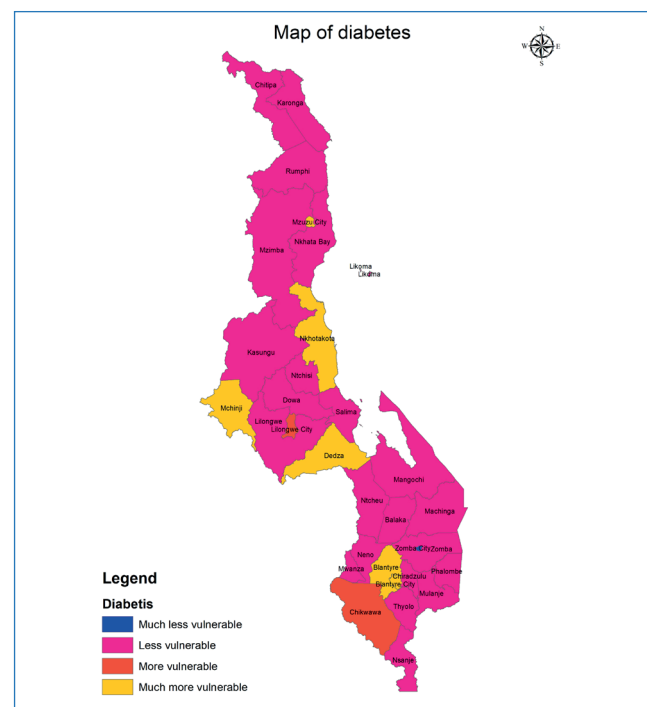 Map of diabetes
N
W E
S
Chitipa
Karonga
Rumphi
Mzuzu City
Nkhata Bay
Mzimba
Likoma
Likoma
Nkhotakota
Kasungu
Ntchisi
Dowa
Mchinji
Salima
Lilongwe
Lilongwe City
Dedza
Mangochi
Ntcheu
Machinga
Balaka
Zomba City
Zomba
Neno
Blantyre
Mwanza
Phalombe
Chiradzulu
Blantyre City
Mulanje
Thyolo
Chikwawa
Nsanje
Legend
Diabetis
Much less vulnerable
Less vulnerable
More vulnerable
Much more vulnerable